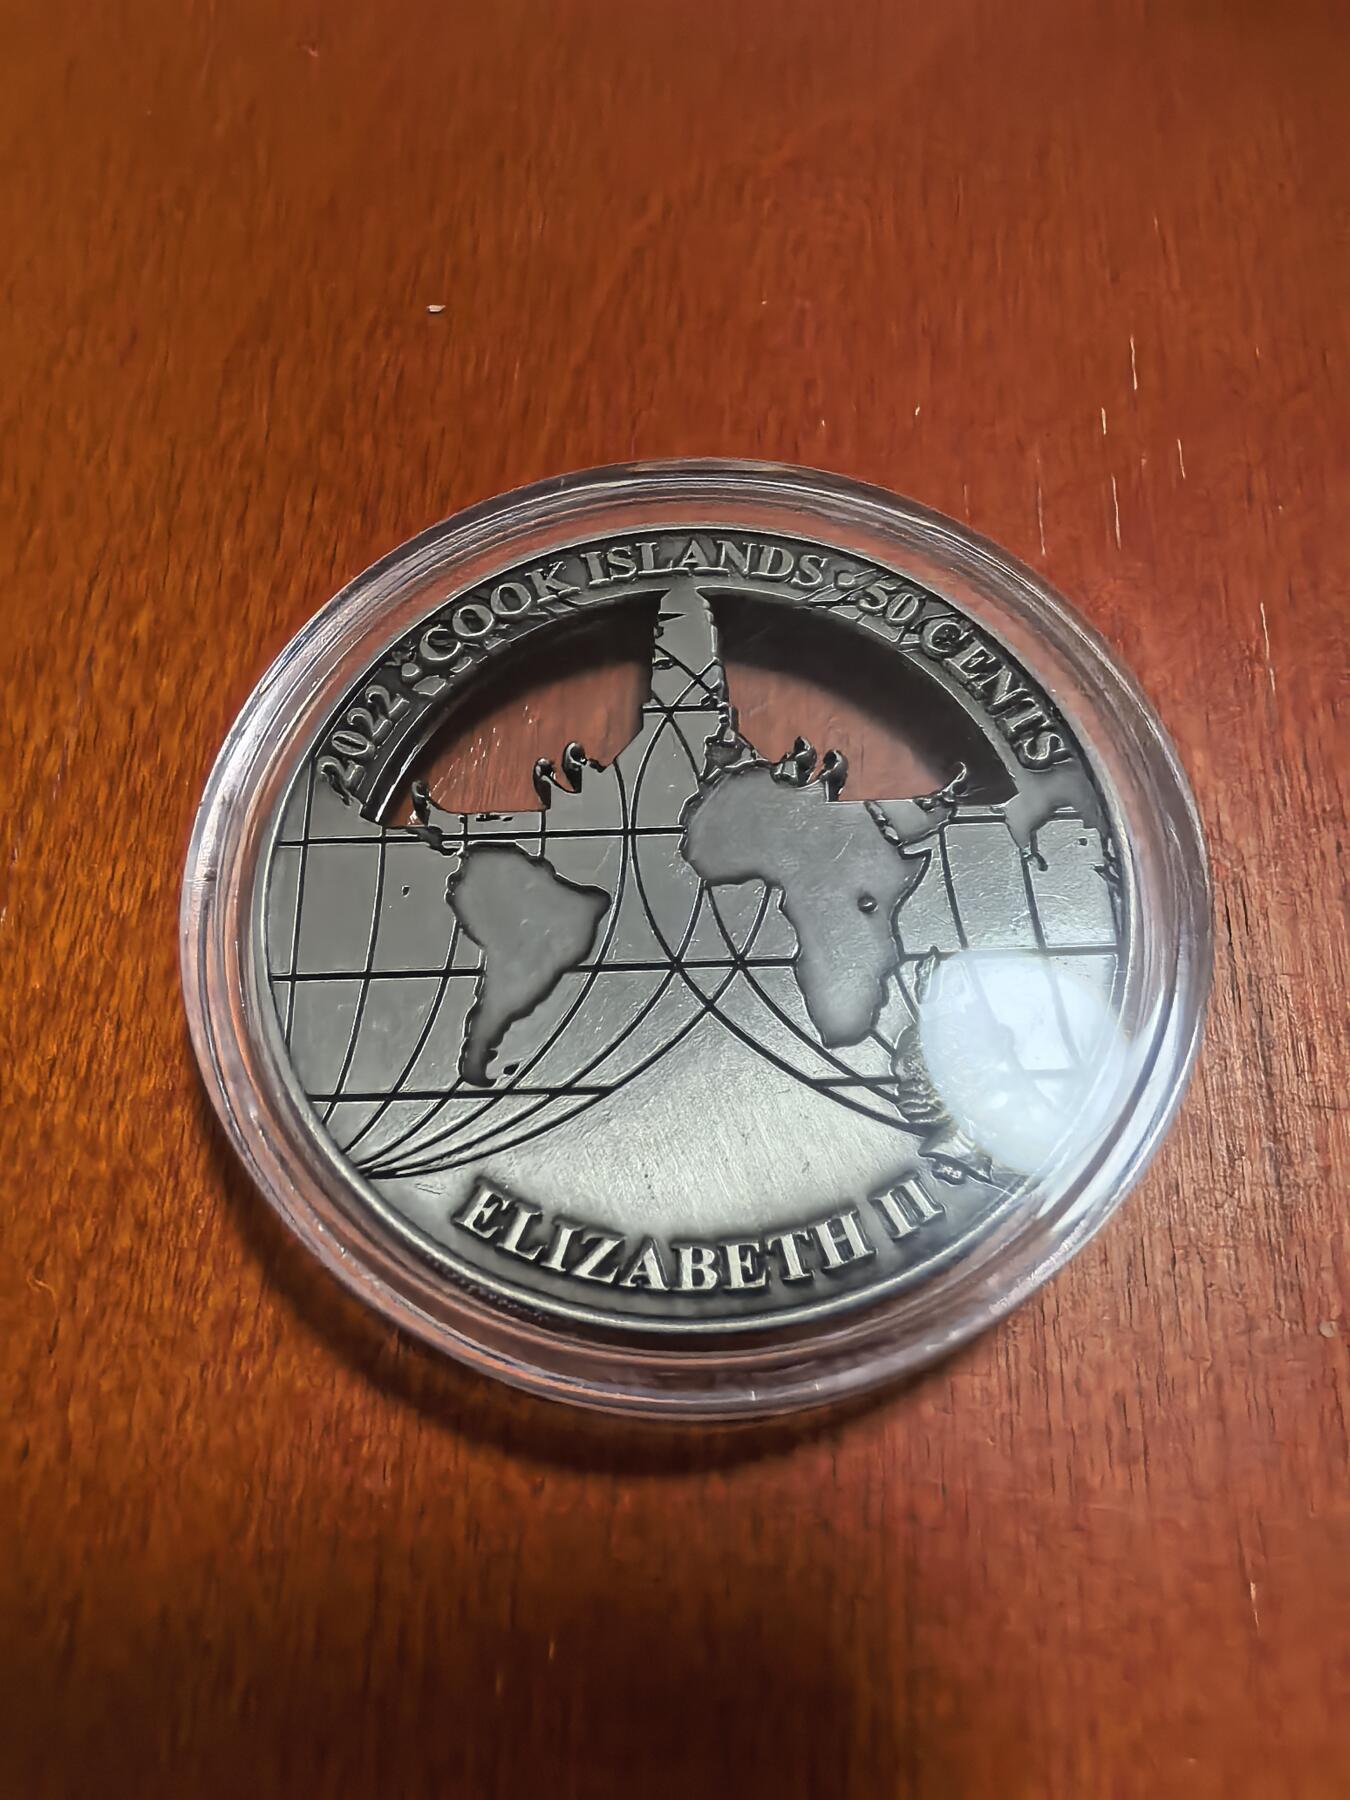 2022 • COOK ISLANDS • 50 CENTS
ELIZABETH II